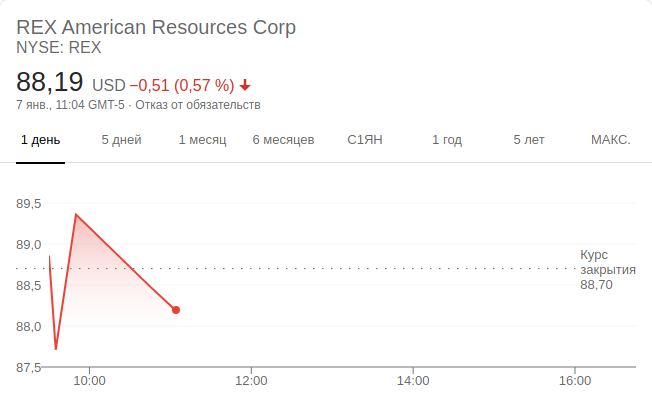 REX American Resources Corp
NYSE: REX
88,19 USD −0,51 (0,57 %)
7 янв., 11:04 GMT-5 · Отказ от обязательств
1 день 5 дней 1 месяц 6 месяцев С1ЯН 1 год 5 лет МАКС.
89,5
89,0
88,5
88,0
87,5
Курс
закрытия
88,70
10:00 12:00 14:00 16:00